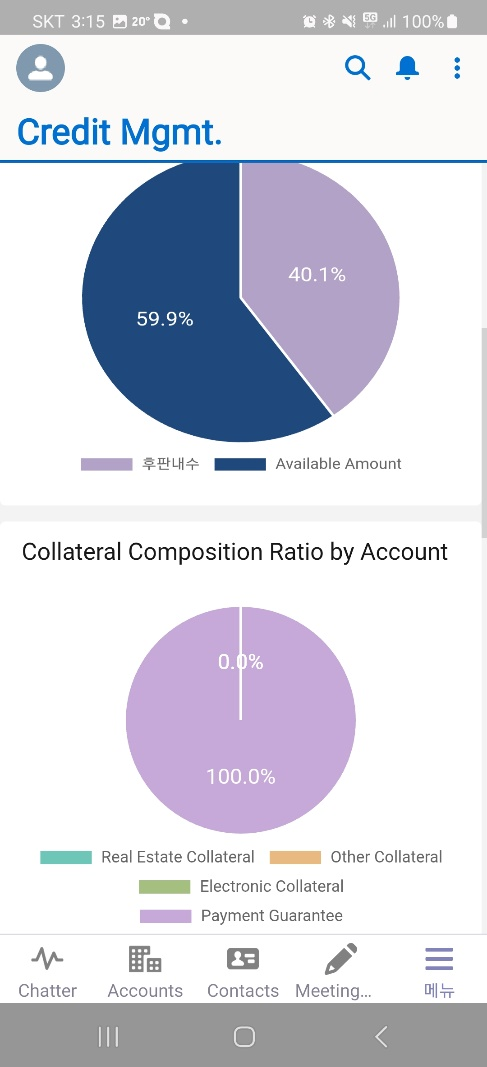 SKT 3:15 20° 5G 100%
Credit Mgmt.
40.1%
59.9%
후판내수 Available Amount
Collateral Composition Ratio by Account
0.0%
100.0%
Real Estate Collateral Other Collateral
Electronic Collateral
Payment Guarantee
Chatter Accounts Contacts Meeting... 메뉴